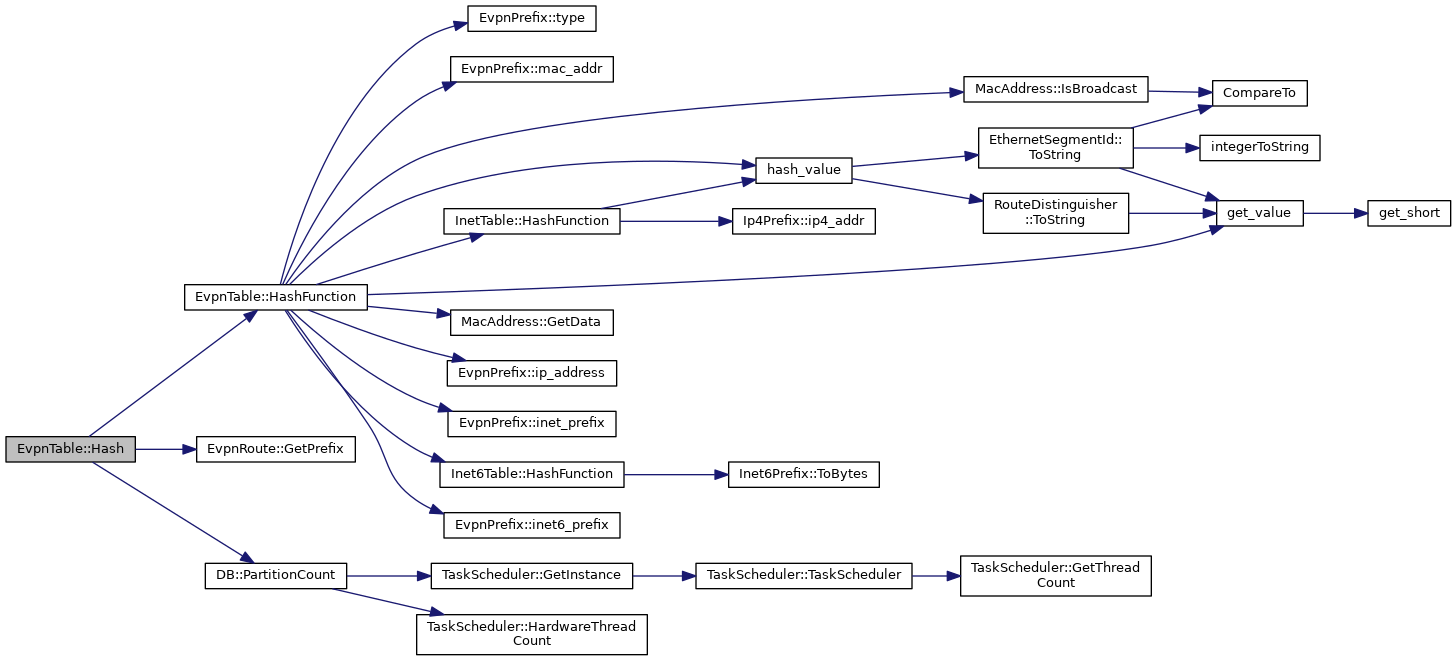 EvpnPrefix::type
EvpnPrefix::mac_addr
MacAddress::IsBroadcast
CompareTo
EthernetSegmentId::
ToString
integerToString
hash_value
RouteDistinguisher
::ToString
get_value
get_short
InetTable::HashFunction
Ip4Prefix::ip4_addr
EvpnTable::HashFunction
MacAddress::GetData
EvpnPrefix::ip_address
EvpnPrefix::inet_prefix
EvpnTable::Hash
EvpnRoute::GetPrefix
Inet6Table::HashFunction
Inet6Prefix::ToBytes
EvpnPrefix::inet6_prefix
DB::PartitionCount
TaskScheduler::GetInstance
TaskScheduler::TaskScheduler
TaskScheduler::GetThread
Count
TaskScheduler::HardwareThread
Count